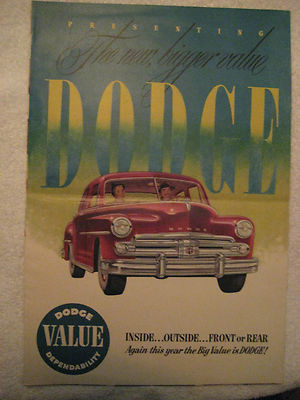 PRESENTING
The new, bigger value
DODGE
DODGE
DODGE
VALUE
DEPENDABILITY
INSIDE...OUTSIDE...FRONT or REAR
Again this year the Big Value is DODGE!